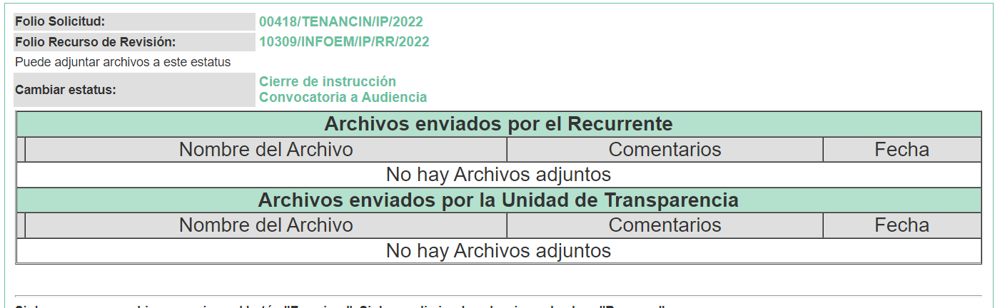 Folio Solicitud: 00418/TENANCIN/IP/2022
Folio Recurso de Revisión: 10309/INFOEM/IP/RR/2022
Puede adjuntar archivos a este estatus
Cambiar estatus: Cierre de instrucción
Convocatoria a Audiencia
Archivos enviados por el Recurrente
Nombre del Archivo Comentarios Fecha
No hay Archivos adjuntos
Archivos enviados por la Unidad de Transparencia
Nombre del Archivo Comentarios Fecha
No hay Archivos adjuntos